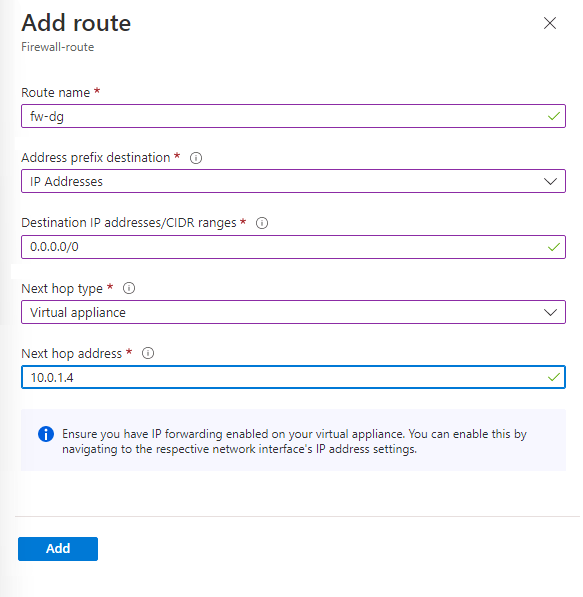 Add route
Firewall-route
Route name *
fw-dg
Address prefix destination *
IP Addresses
Destination IP addresses/CIDR ranges *
0.0.0.0/0
Next hop type *
Virtual appliance
Next hop address *
10.0.1.4
Ensure you have IP forwarding enabled on your virtual appliance. You can enable this by
navigating to the respective network interface's IP address settings.
Add